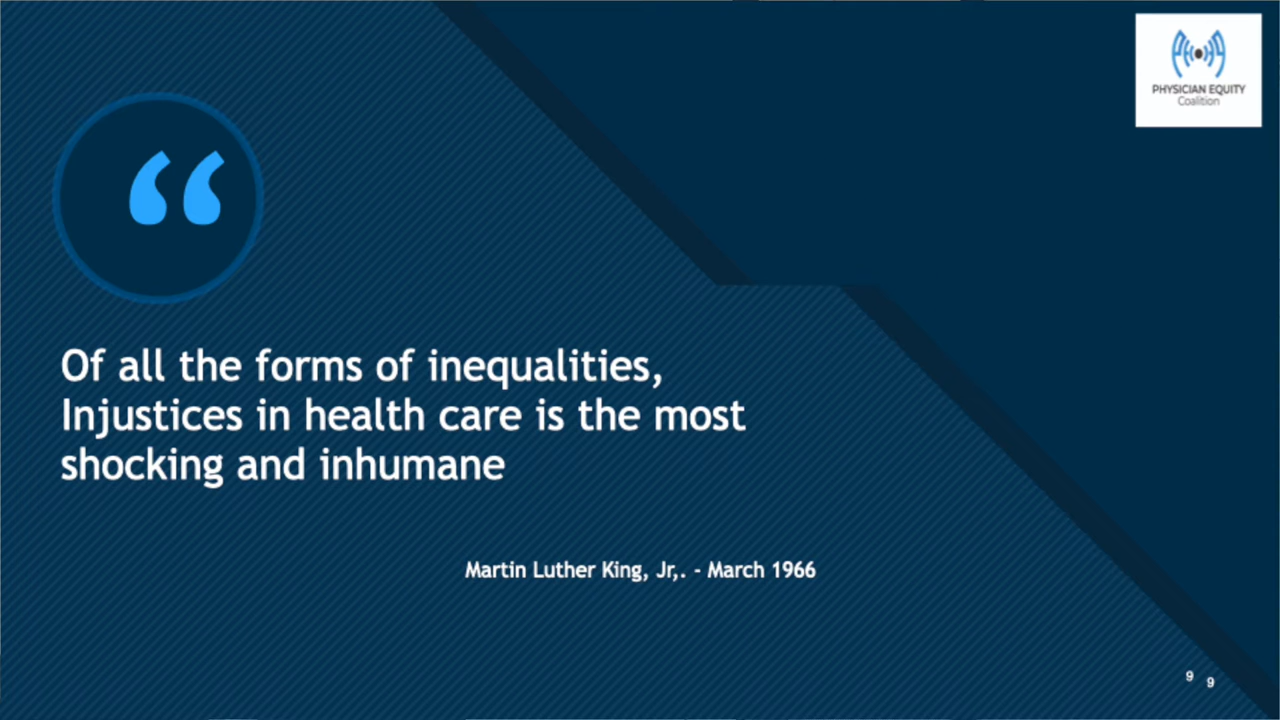 PHYSICIAN EQUITY
Coalition
“
Of all the forms of inequalities,
Injustices in health care is the most
shocking and inhumane
Martin Luther King, Jr,. - March 1966
9
9